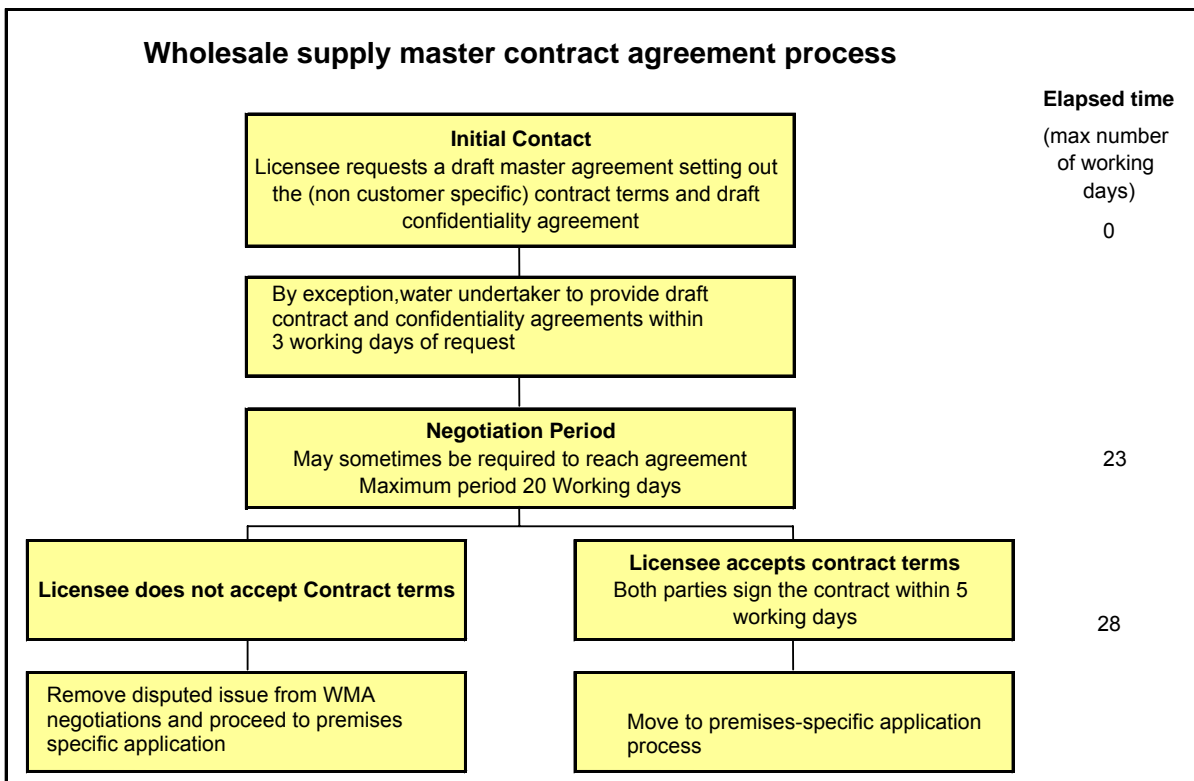 Wholesale supply master contract agreement process
Elapsed time
(max number
of working
days)
0
Initial Contact
Licensee requests a draft master agreement setting out
the (non customer specific) contract terms and draft
confidentiality agreement
By exception,water undertaker to provide draft
contract and confidentiality agreements within
3 working days of request
Negotiation Period
May sometimes be required to reach agreement
Maximum period 20 Working days
23
Licensee does not accept Contract terms
Licensee accepts contract terms
Both parties sign the contract within 5
working days
28
Remove disputed issue from WMA
negotiations and proceed to premises
specific application
Move to premises-specific application
process